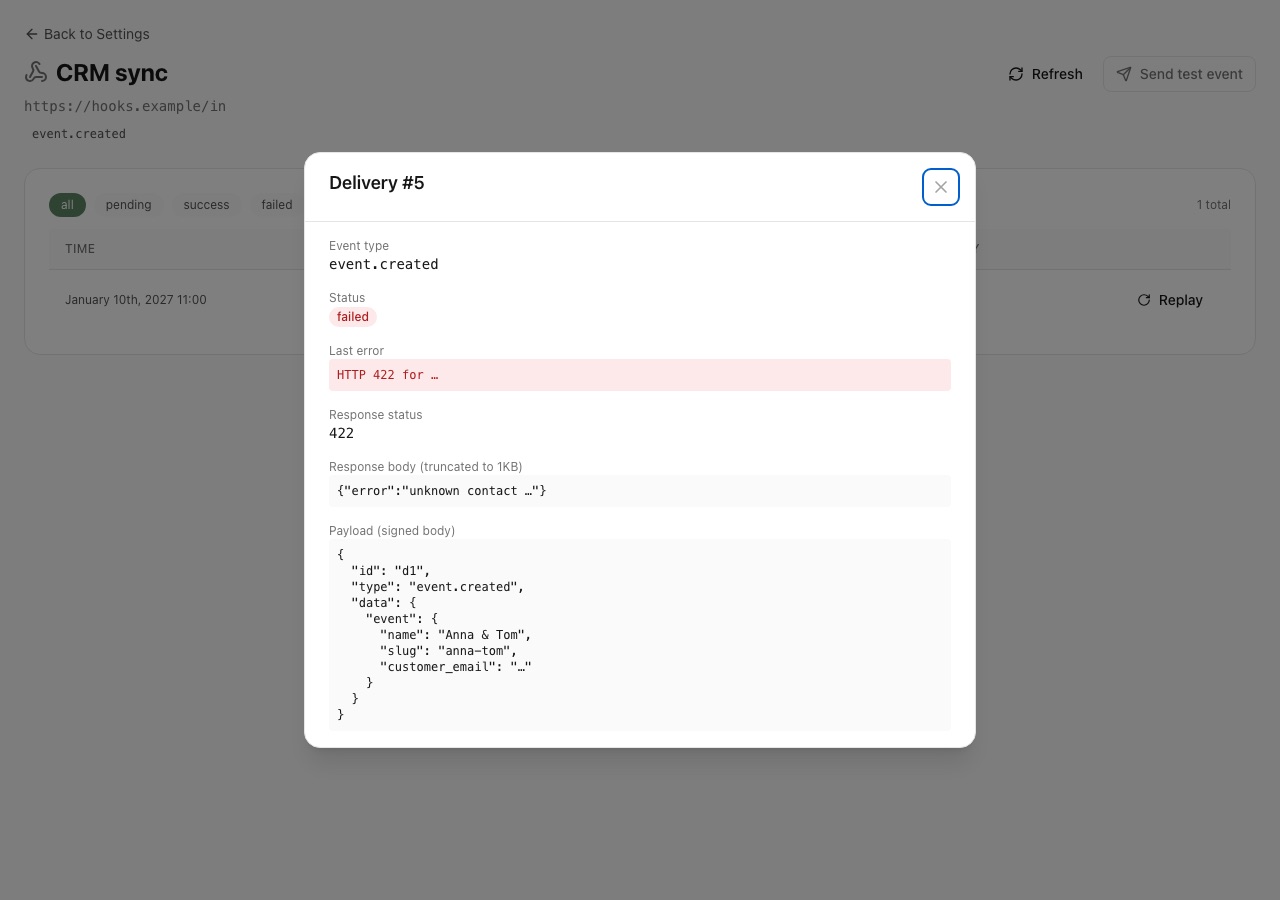 Back to Settings
CRM sync
Refresh
Send test event
https://hooks.example/in
event.created
all
pending
success
failed
1 total
TIME
January 10th, 2027 11:00
Replay
Delivery #5
Event type
event.created
Status
failed
Last error
HTTP 422 for …
Response status
422
Response body (truncated to 1KB)
{"error":"unknown contact …"}
Payload (signed body)
{
  "id": "d1",
  "type": "event.created",
  "data": {
    "event": {
      "name": "Anna & Tom",
      "slug": "anna-tom",
      "customer_email": "…"
    }
  }
}